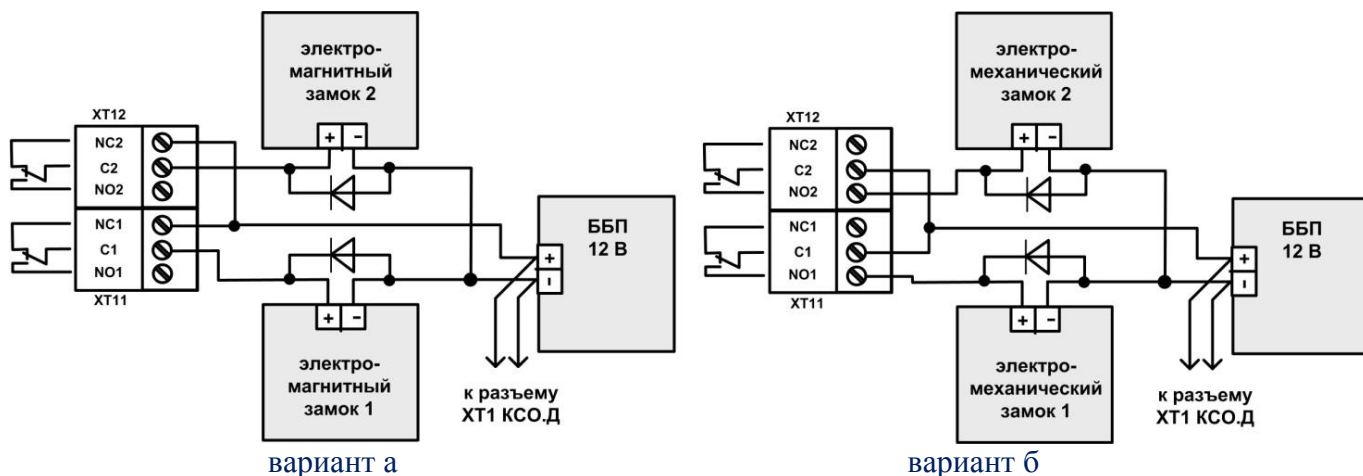 электро-
магнитный
замок 2
+ −
XT12
NC2
C2
NO2
NC1
C1
NO1
XT11
ББП
12 В
+
−
+ −
электро-
магнитный
замок 1
к разъему
XT1 КСО.Д
вариант а
электро-
механический
замок 2
+ −
XT12
NC2
C2
NO2
NC1
C1
NO1
XT11
ББП
12 В
+
−
+ −
электро-
механический
замок 1
к разъему
XT1 КСО.Д
вариант б